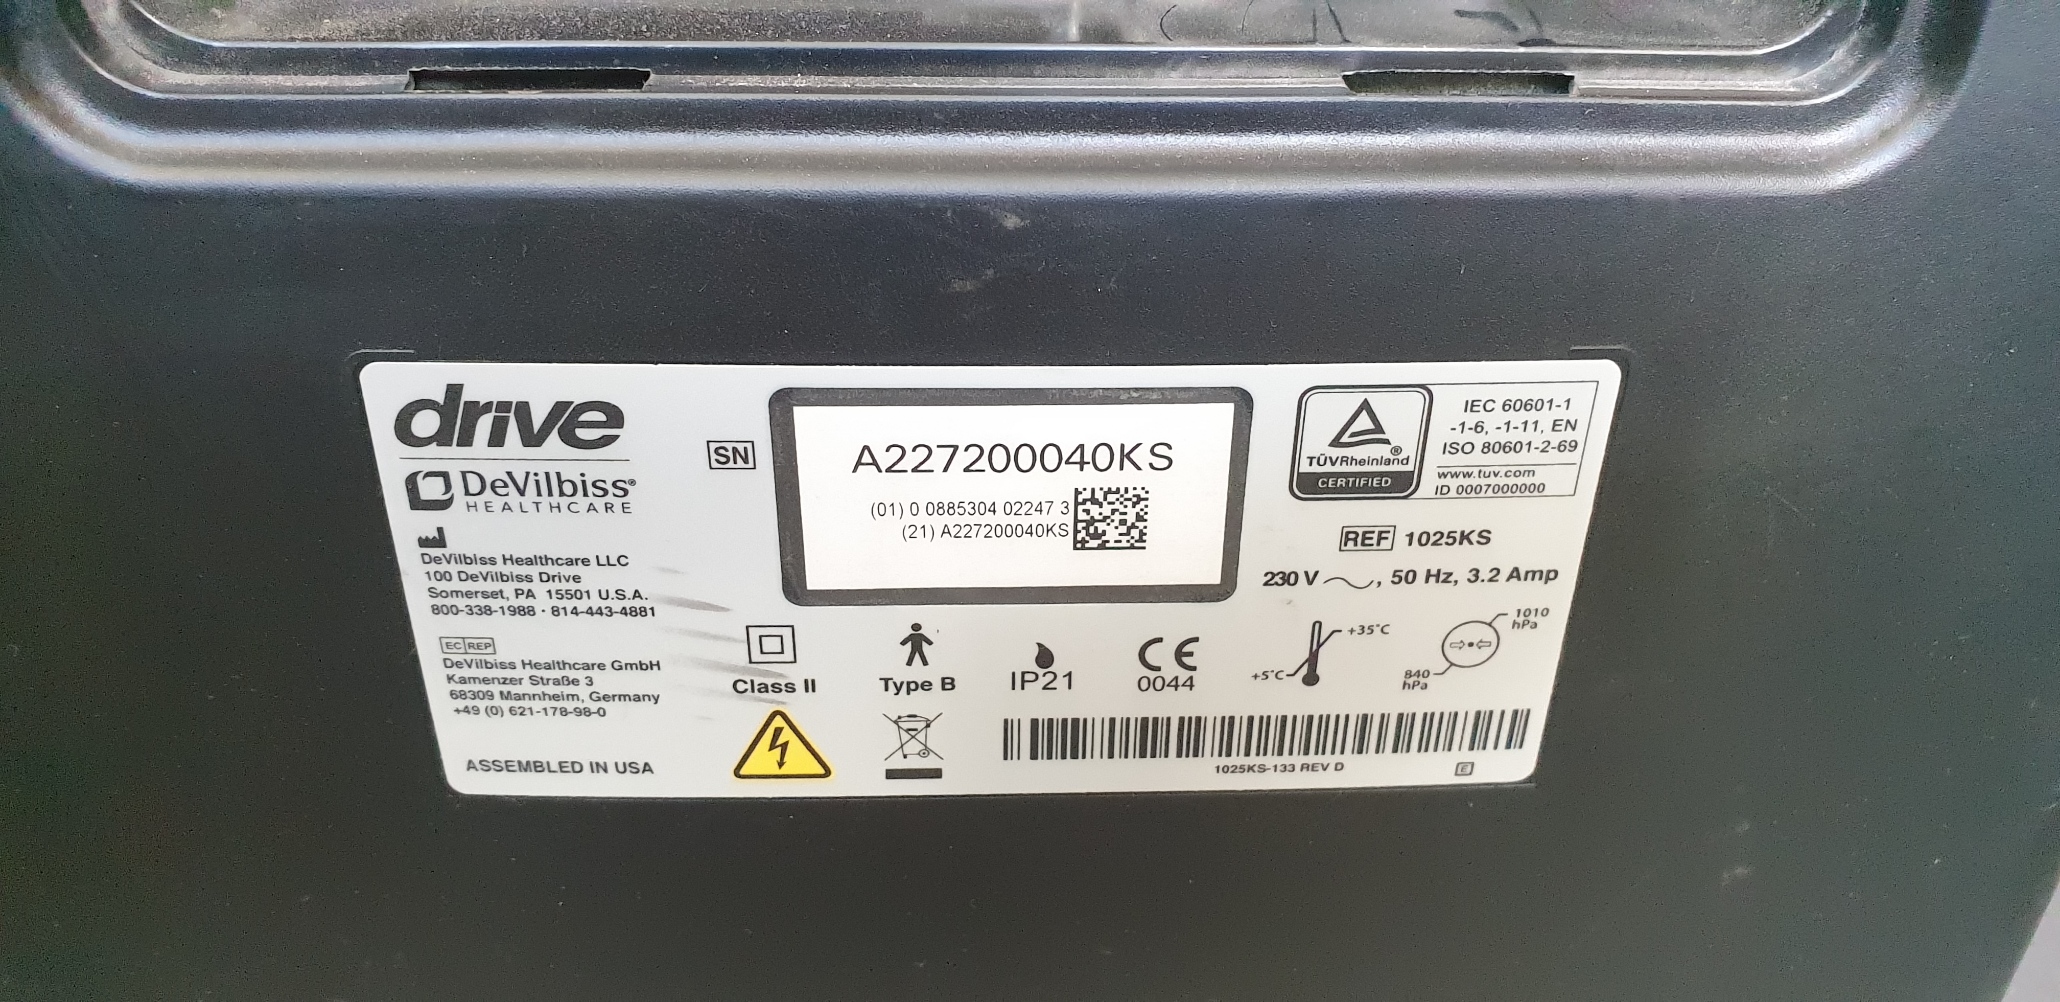 drive
DeVilbiss®
HEALTHCARE
DeVilbiss Healthcare LLC
100 DeVilbiss Drive
Somerset, PA 15501 U.S.A.
800-338-1988 · 814-443-4881
EC REP
DeVilbiss Healthcare GmbH
Kamenzer Straße 3
68309 Mannheim, Germany
+49 (0) 621-178-98-0
ASSEMBLED IN USA
SN
A227200040KS
(01) 0 0885304 02247 3
(21) A227200040KS
TÜVRheinland®
CERTIFIED
IEC 60601-1
-1-6, -1-11, EN
ISO 80601-2-69
www.tuv.com
ID 0007000000
REF 1025KS
230 V , 50 Hz, 3.2 Amp
Class II
Type B
IP21
CE
0044
+35°C
+5°C
1010
hPa
840
hPa
1025KS-133 REV D
E